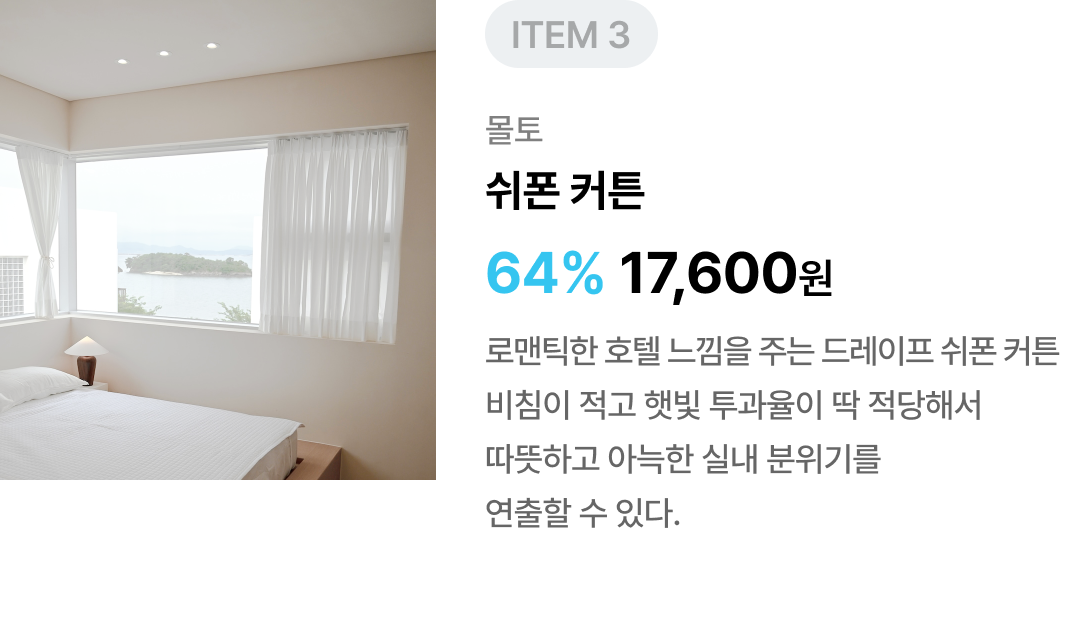 ITEM 3
몰토
쉬폰 커튼
64% 17,600원
로맨틱한 호텔 느낌을 주는 드레이프 쉬폰 커튼
비침이 적고 햇빛 투과율이 딱 적당해서
따뜻하고 아늑한 실내 분위기를
연출할 수 있다.